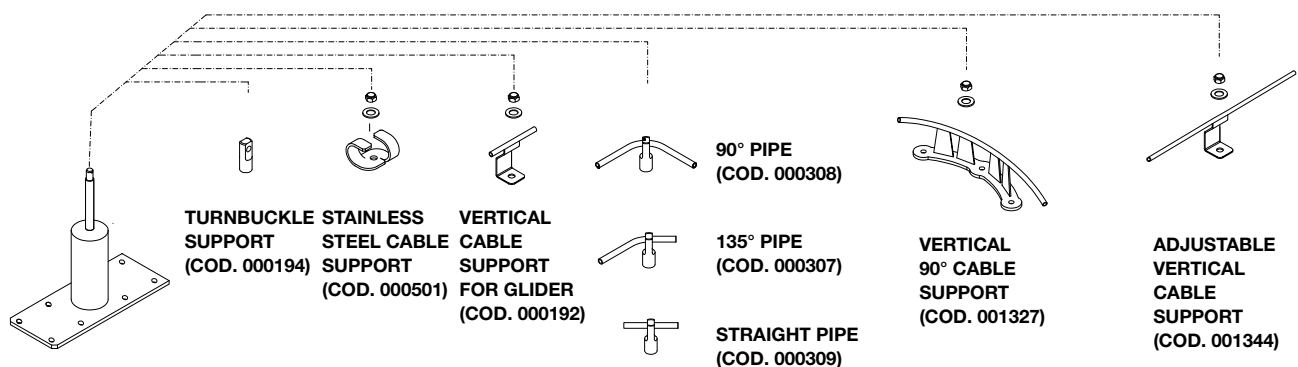 TURNBUCKLE
SUPPORT
(COD. 000194)
STAINLESS
STEEL CABLE
SUPPORT
(COD. 000501)
VERTICAL
CABLE
SUPPORT
FOR GLIDER
(COD. 000192)
90° PIPE
(COD. 000308)
135° PIPE
(COD. 000307)
STRAIGHT PIPE
(COD. 000309)
VERTICAL
90° CABLE
SUPPORT
(COD. 001327)
ADJUSTABLE
VERTICAL
CABLE
SUPPORT
(COD. 001344)